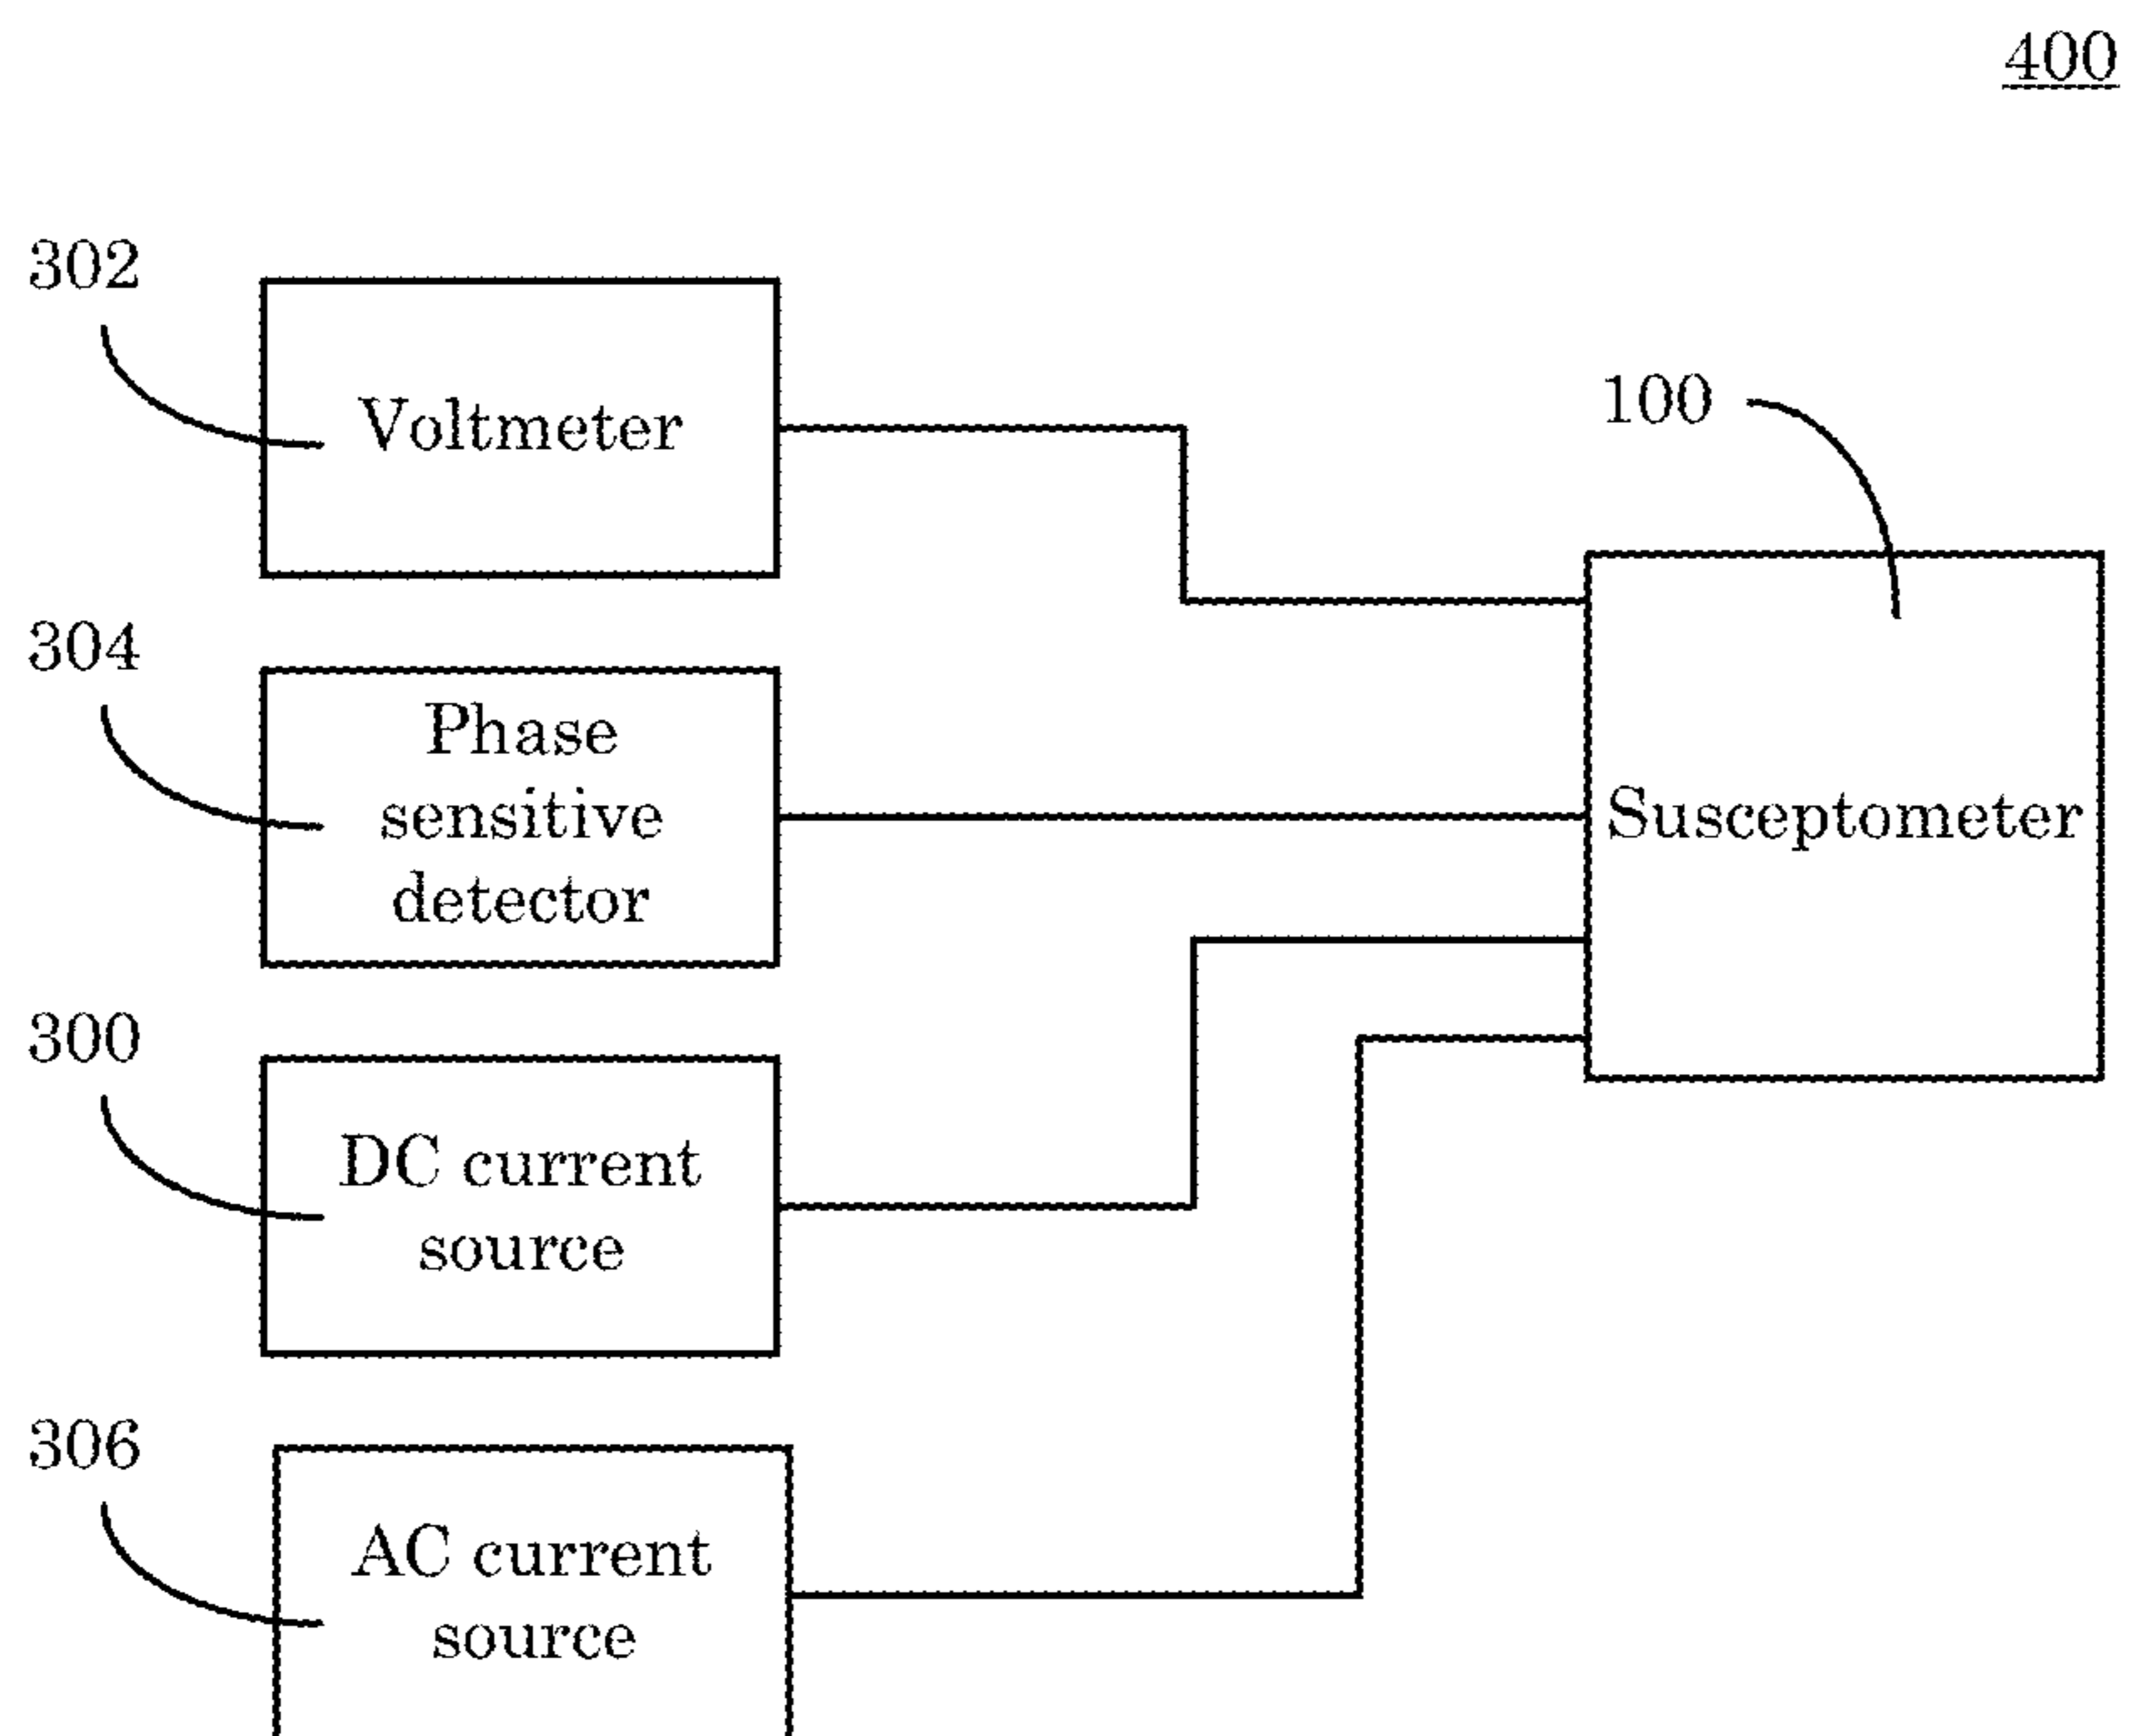 400
302
Voltmeter
100
304
Phase
sensitive
detector
Susceptometer
300
DC current
source
306
AC current
source